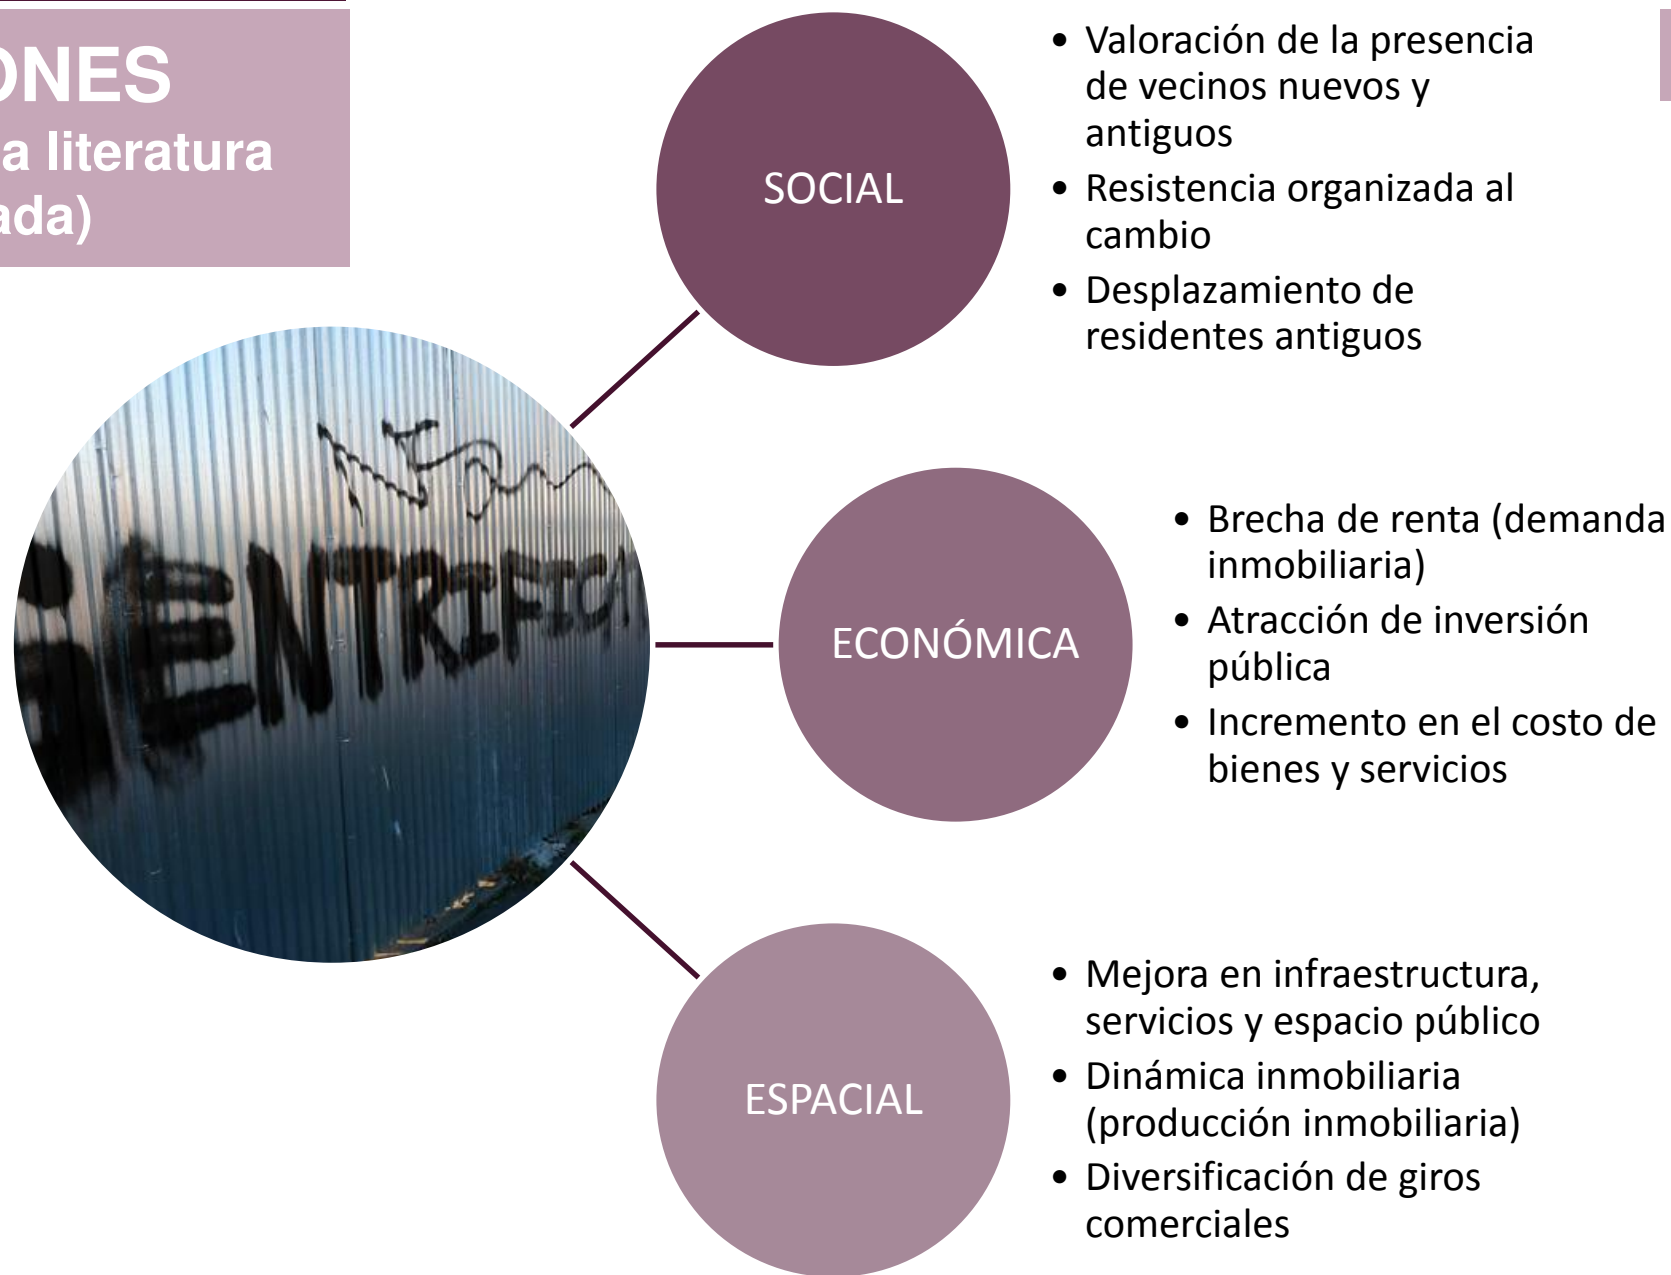 ONES
a literatura
ada)
SOCIAL
• Valoración de la presencia
de vecinos nuevos y
antiguos
• Resistencia organizada al
cambio
• Desplazamiento de
residentes antiguos
GENTRIFICA
ECONÓMICA
• Brecha de renta (demanda
inmobiliaria)
• Atracción de inversión
pública
• Incremento en el costo de
bienes y servicios
ESPACIAL
• Mejora en infraestructura,
servicios y espacio público
• Dinámica inmobiliaria
(producción inmobiliaria)
• Diversificación de giros
comerciales